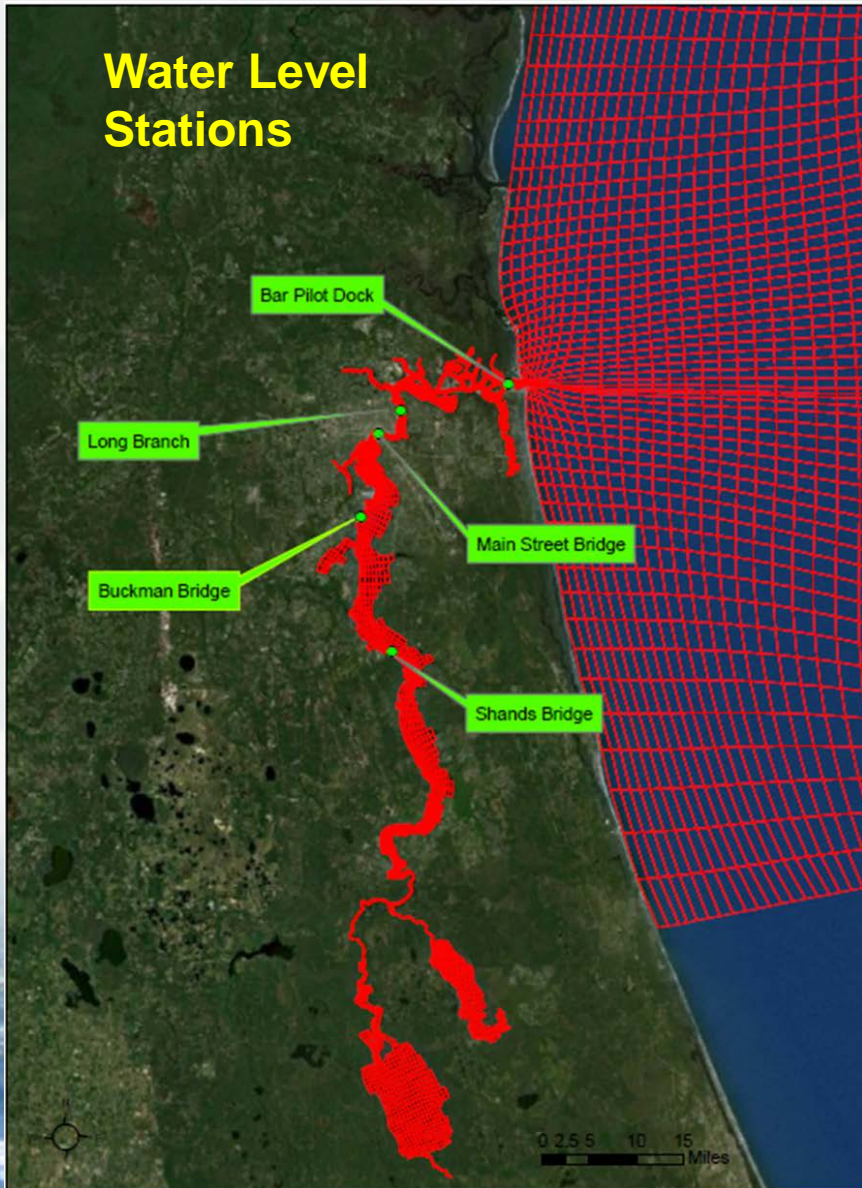 Water Level
Stations
Bar Pilot Dock
Long Branch
Main Street Bridge
Buckman Bridge
Shands Bridge
0 2.5 5 10 15
Miles